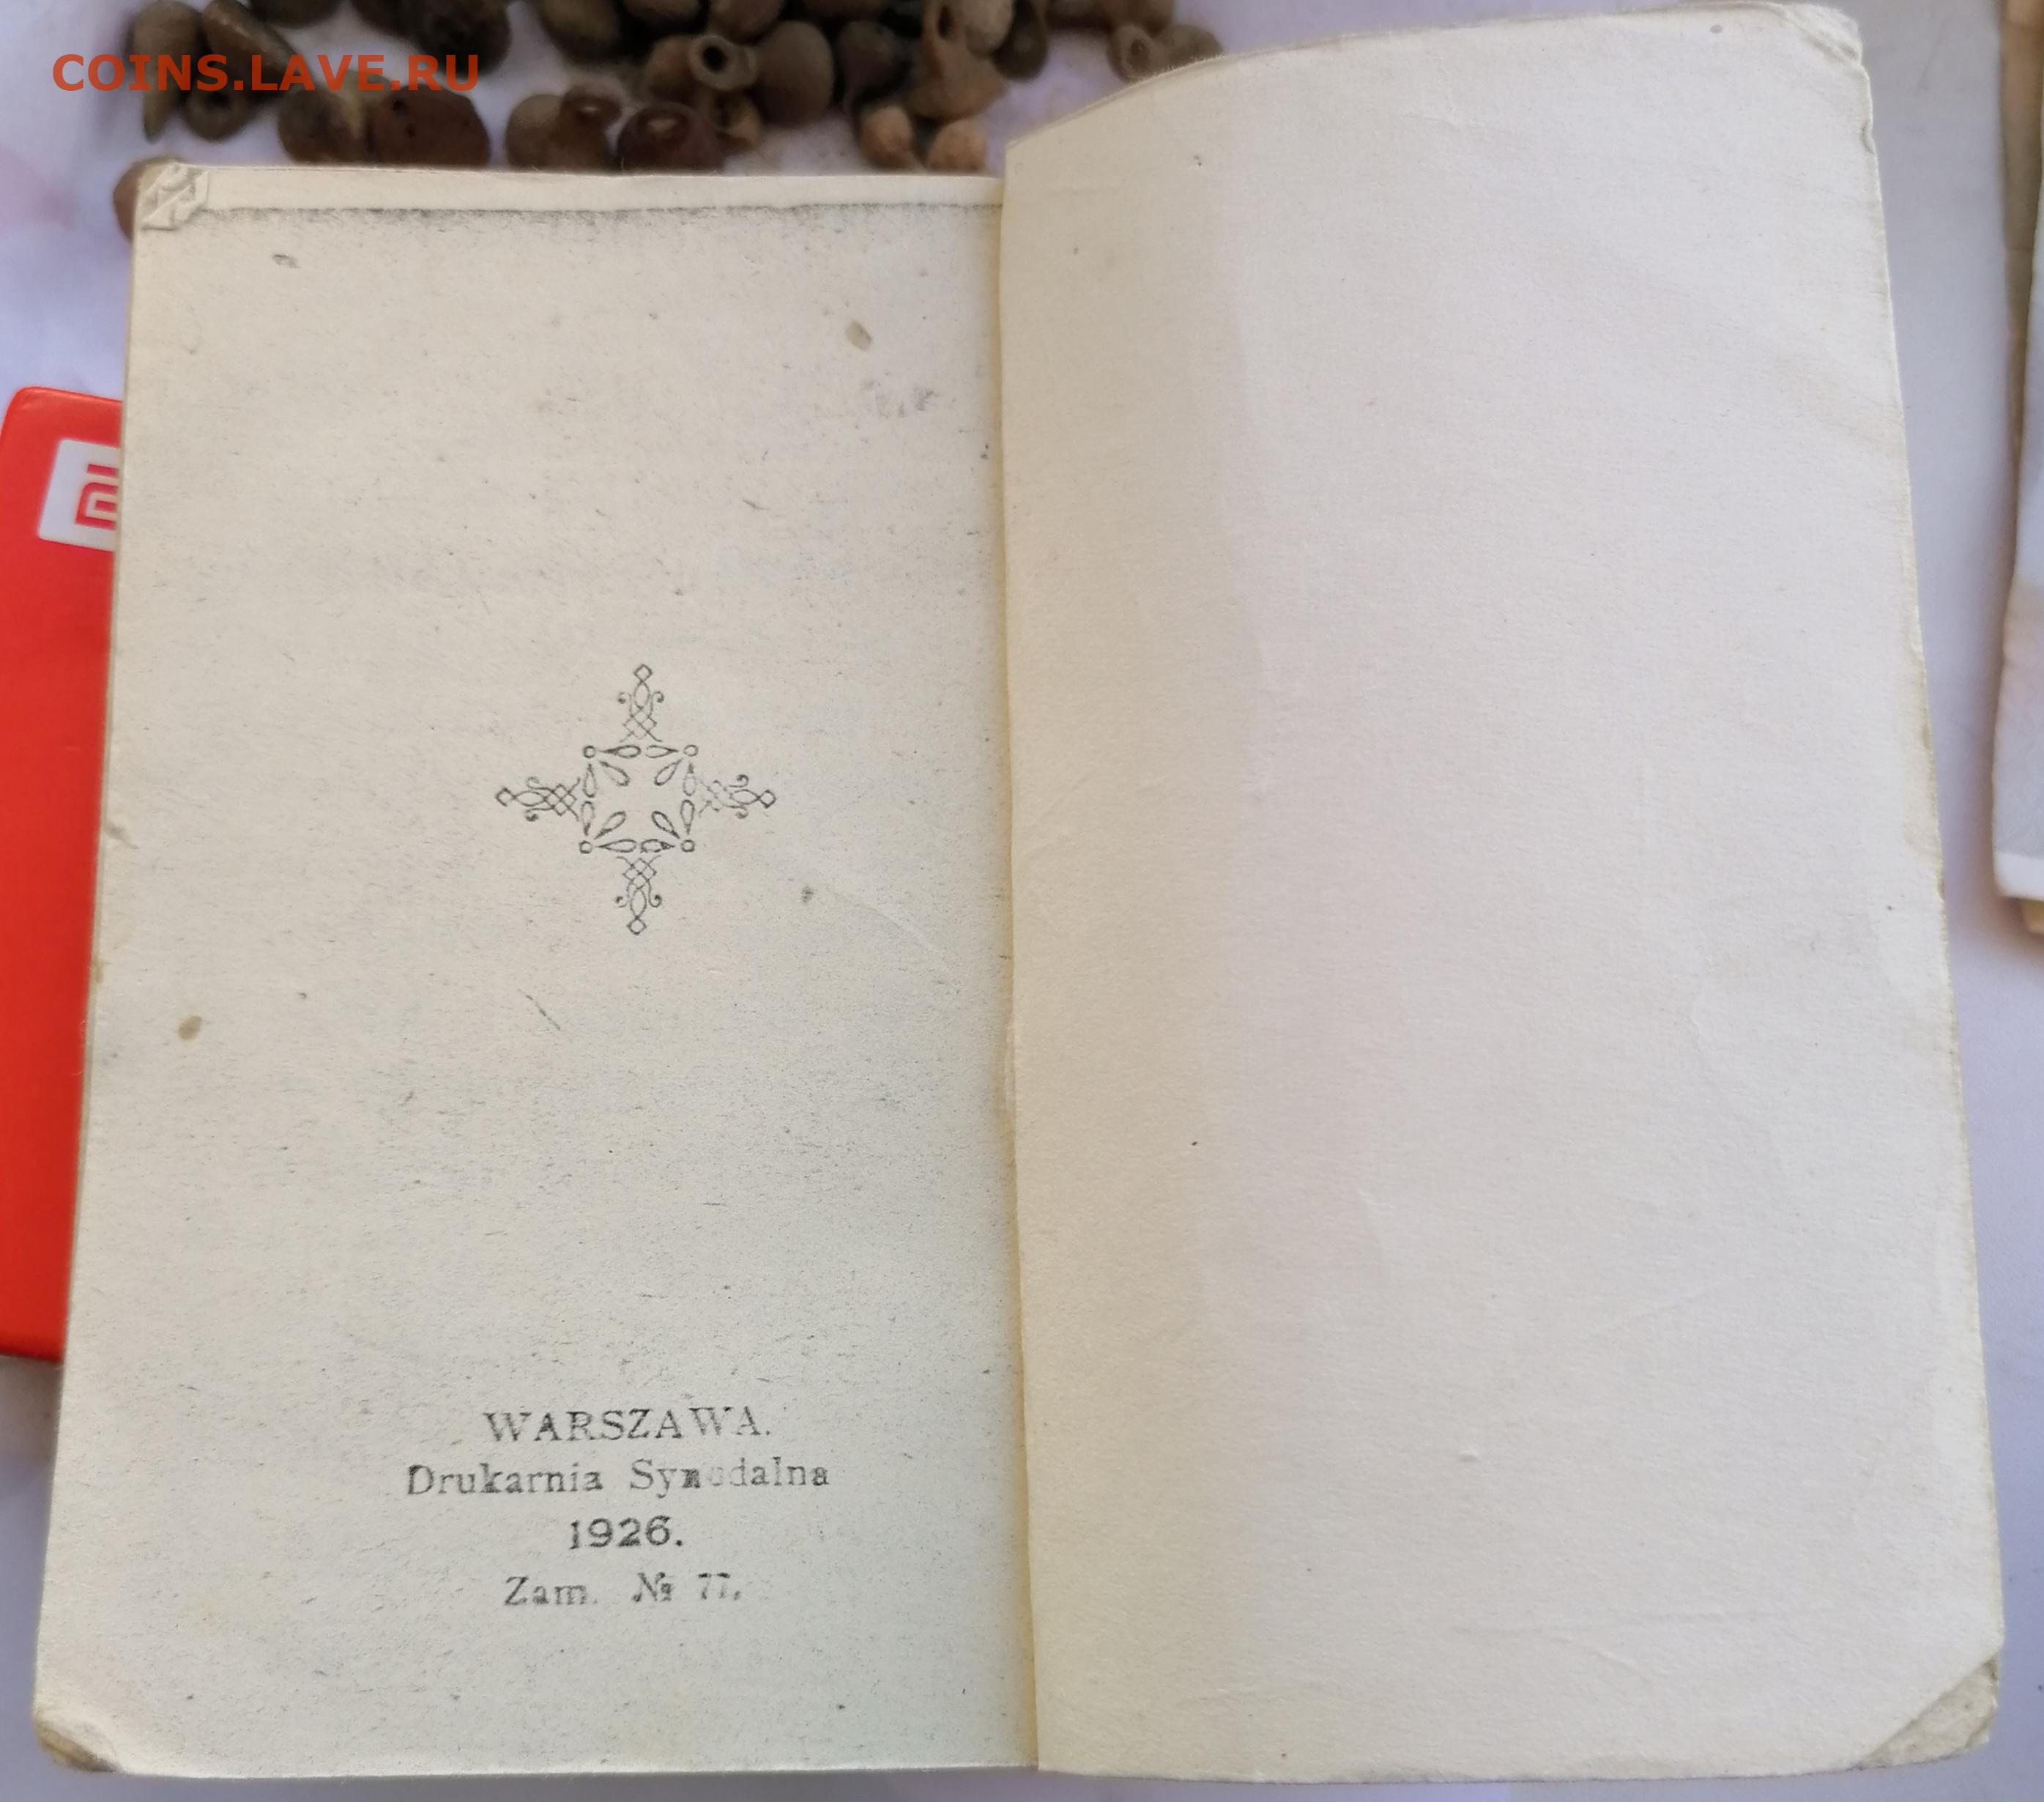 COINS.LAVE.RU
WARSZAWA.
Drukarnia Synodalna
1926.
Zam. № 77.